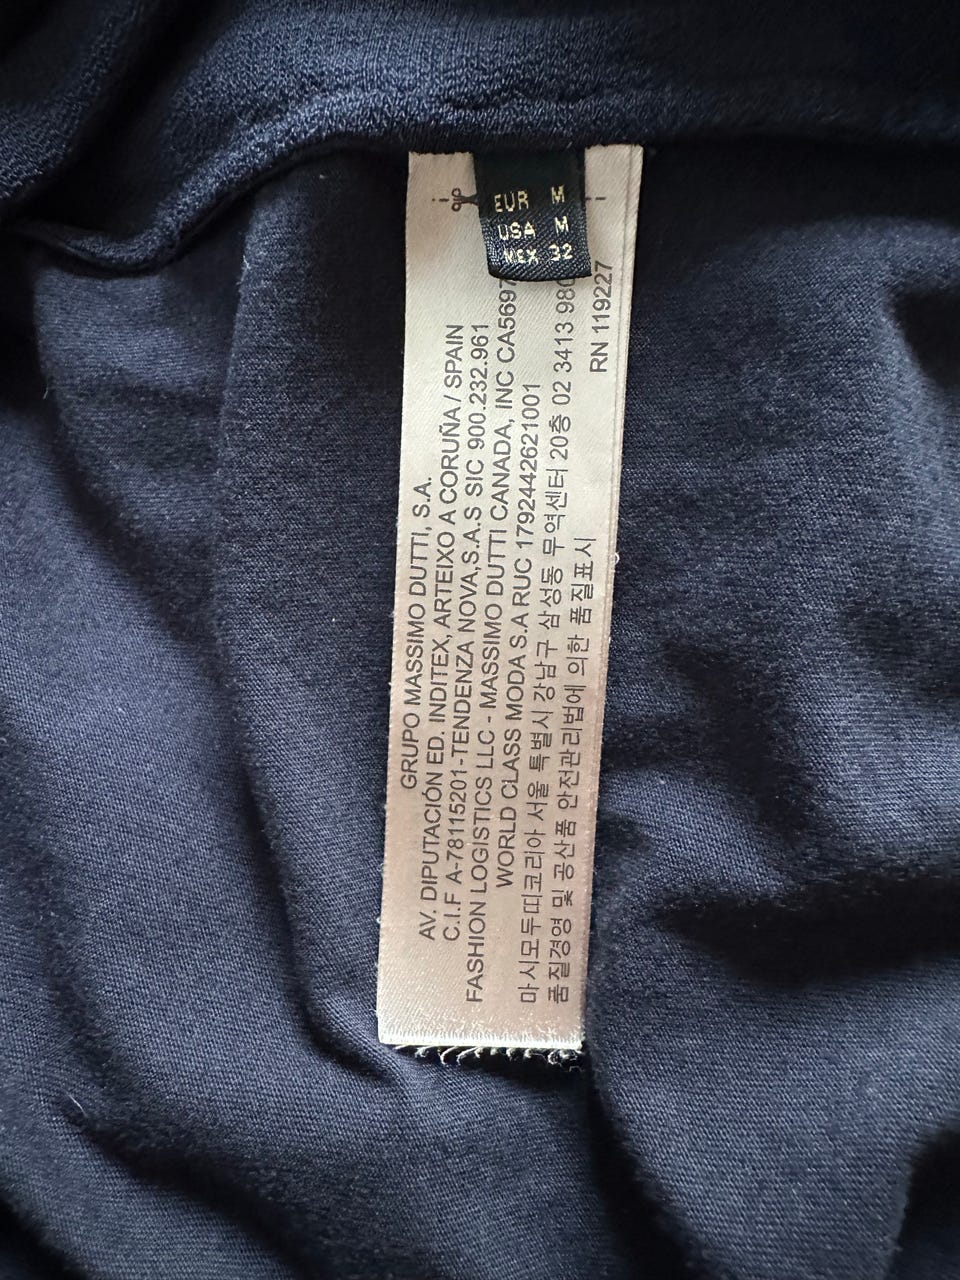 EUR M
USA M
MEX 32
GRUPO MASSIMO DUTTI, S.A.
AV. DIPUTACIÓN ED. INDITEX, ARTEIXO A CORUÑA / SPAIN
C.I.F A-78115201-TENDENZA NOVA,S.A.S SIC 900.232.961
FASHION LOGISTICS LLC - MASSIMO DUTTI CANADA, INC CA5697
WORLD CLASS MODA S.A RUC 1792442621001
마시모두띠코리아 서울 특별시 강남구 삼성동 무역센터 20층 02 3413 980
품질경영 및 공산품 안전관리법에 의한 품질표시
RN 119227